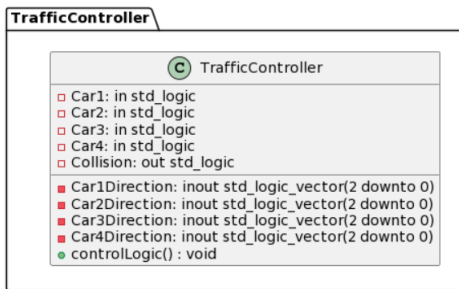 TrafficController
C TrafficController
Car1: in std_logic
Car2: in std_logic
Car3: in std_logic
Car4: in std_logic
Collision: out std_logic
Car1Direction: inout std_logic_vector(2 downto 0)
Car2Direction: inout std_logic_vector(2 downto 0)
Car3Direction: inout std_logic_vector(2 downto 0)
Car4Direction: inout std_logic_vector(2 downto 0)
controlLogic() : void